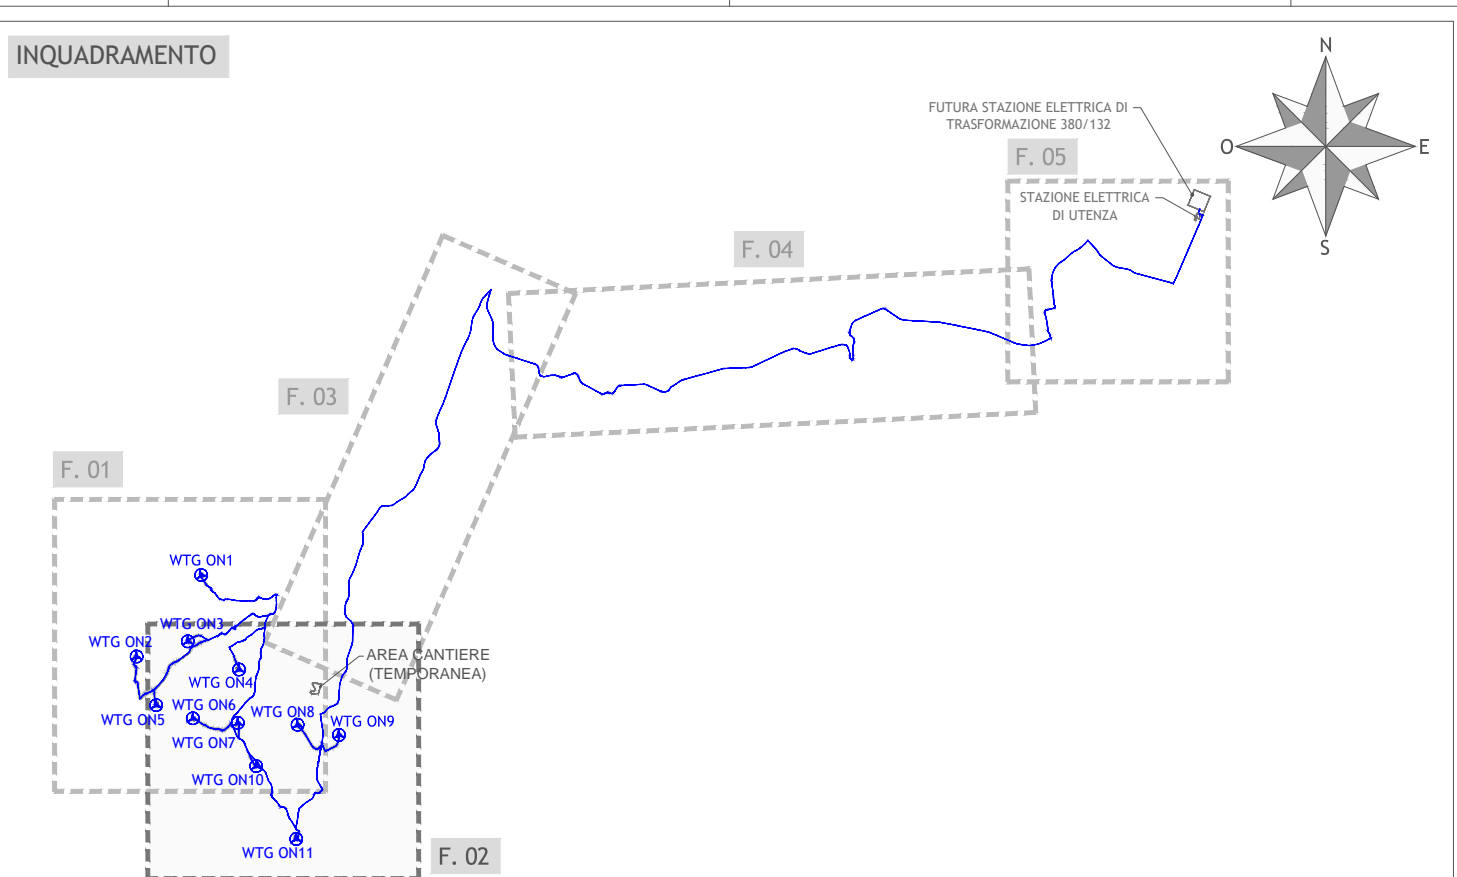 INQUADRAMENTO
N
FUTURA STAZIONE ELETTRICA DI
TRASFORMAZIONE 380/132
O
E
F. 05
STAZIONE ELETTRICA
DI UTENZA
S
F. 04
F. 03
F. 01
WTG ON1
WTG ON3
WTG ON2
AREA CANTIERE
(TEMPORANEA)
WTG ON4
WTG ON6
WTG ON5
WTG ON8
WTG ON9
WTG ON7
WTG ON10
WTG ON11
F. 02